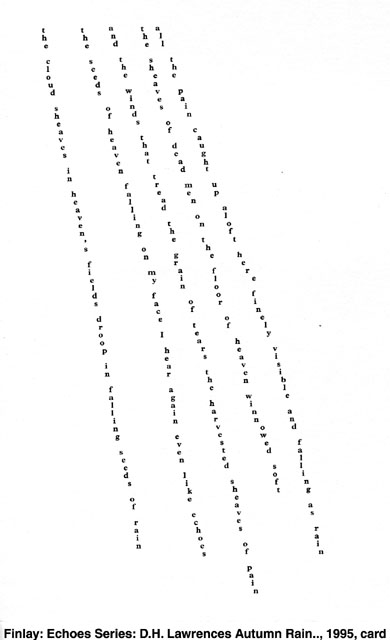 the cloud sheaves in heaven's fields droop in falling seeds of rain
the seeds of heaven falling on my face I hear again even like echoes
and the winds that tread the grain of tears the harvested sheaves of pain
the sheaves of dead men on the floor of heaven winnowed soft
all the pain caught up aloft here finely visible and falling as rain
Finlay: Echoes Series: D.H. Lawrences Autumn Rain.., 1995, card